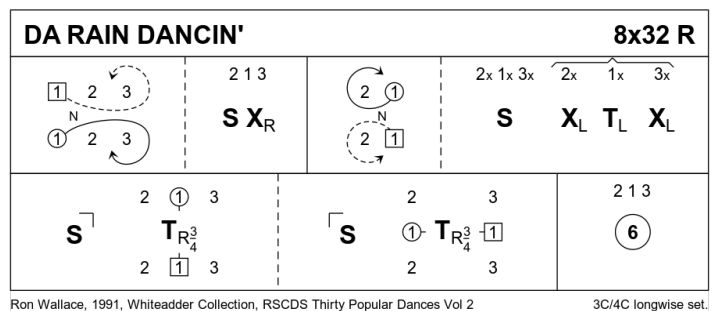 DA RAIN DANCIN' 8x32 R
1 2 3 2 1 3 2 1 2x 1x 3x 2x 1x 3x
N S XR N S XL TL XL
1 2 3 2 1
2 1 3 2 3 2 1 3
S TR3/4 S 1 TR3/4 1 6
2 1 3 2 3
Ron Wallace, 1991, Whiteadder Collection, RSCDS Thirty Popular Dances Vol 2 3C/4C longwise set.